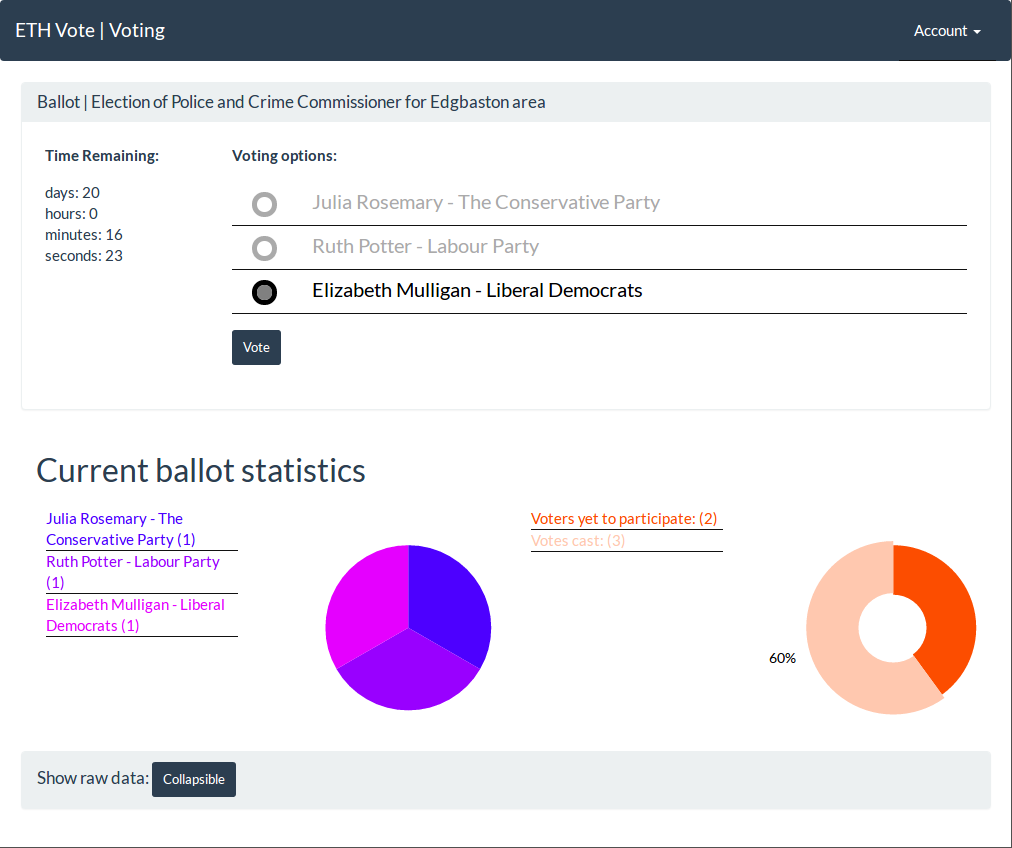 ETH Vote | Voting
Account
Ballot | Election of Police and Crime Commissioner for Edgbaston area
Time Remaining:
days: 20
hours: 0
minutes: 16
seconds: 23
Voting options:
Julia Rosemary - The Conservative Party
Ruth Potter - Labour Party
Elizabeth Mulligan - Liberal Democrats
Vote
Current ballot statistics
Julia Rosemary - The
Conservative Party (1)
Ruth Potter - Labour Party
(1)
Elizabeth Mulligan - Liberal
Democrats (1)
Voters yet to participate: (2)
Votes cast: (3)
60%
Show raw data:
Collapsible